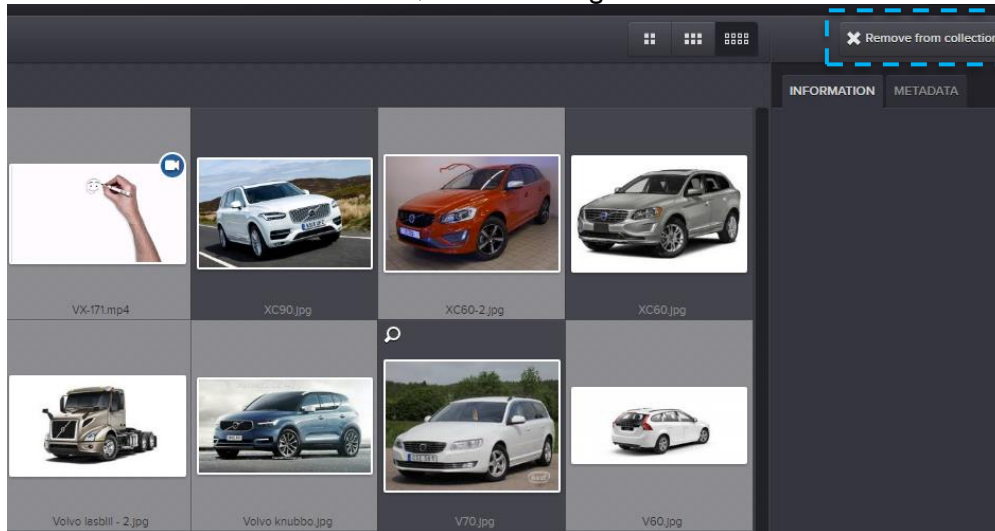 Remove from collection
INFORMATION METADATA
VX-171.mp4 XC90.jpg XC60-2.jpg XC60.jpg
Volvo lasbil - 2.jpg Volvo knubbo.jpg V70.jpg V60.jpg